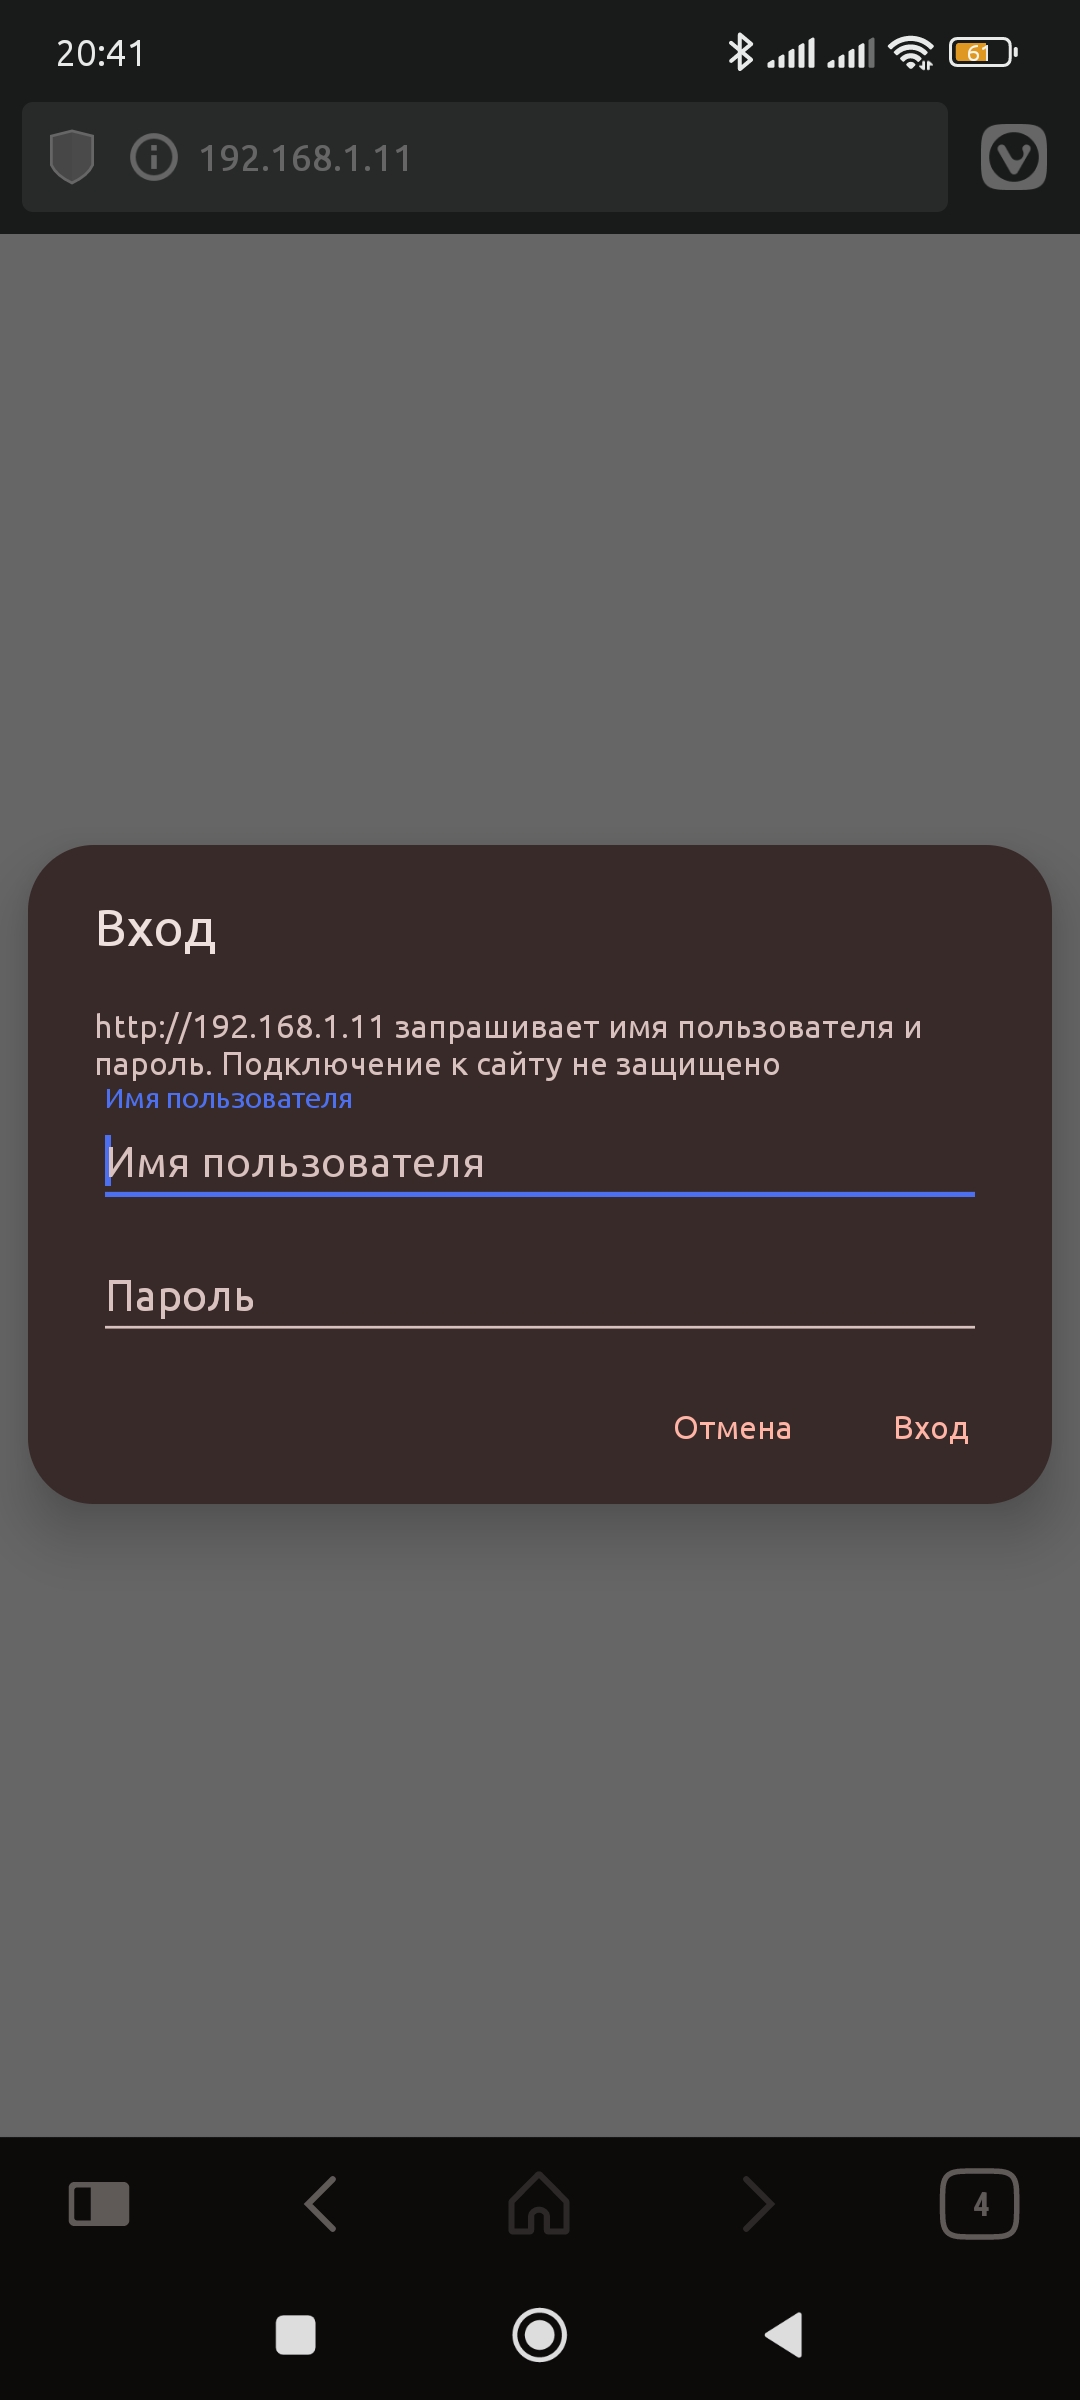 20:41
61
192.168.1.11
Вход
http://192.168.1.11 запрашивает имя пользователя и
пароль. Подключение к сайту не защищено
Имя пользователя
Имя пользователя
Пароль
Отмена Вход
4